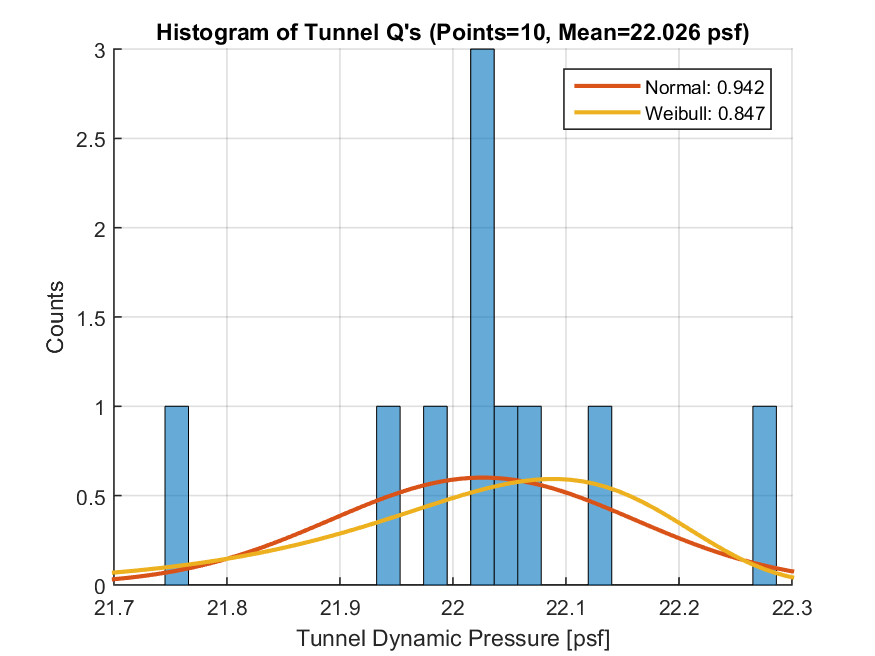 Histogram of Tunnel Q's (Points=10, Mean=22.026 psf)
Normal: 0.942
Weibull: 0.847
Counts
3
2.5
2
1.5
1
0.5
0
21.7 21.8 21.9 22 22.1 22.2 22.3
Tunnel Dynamic Pressure [psf]